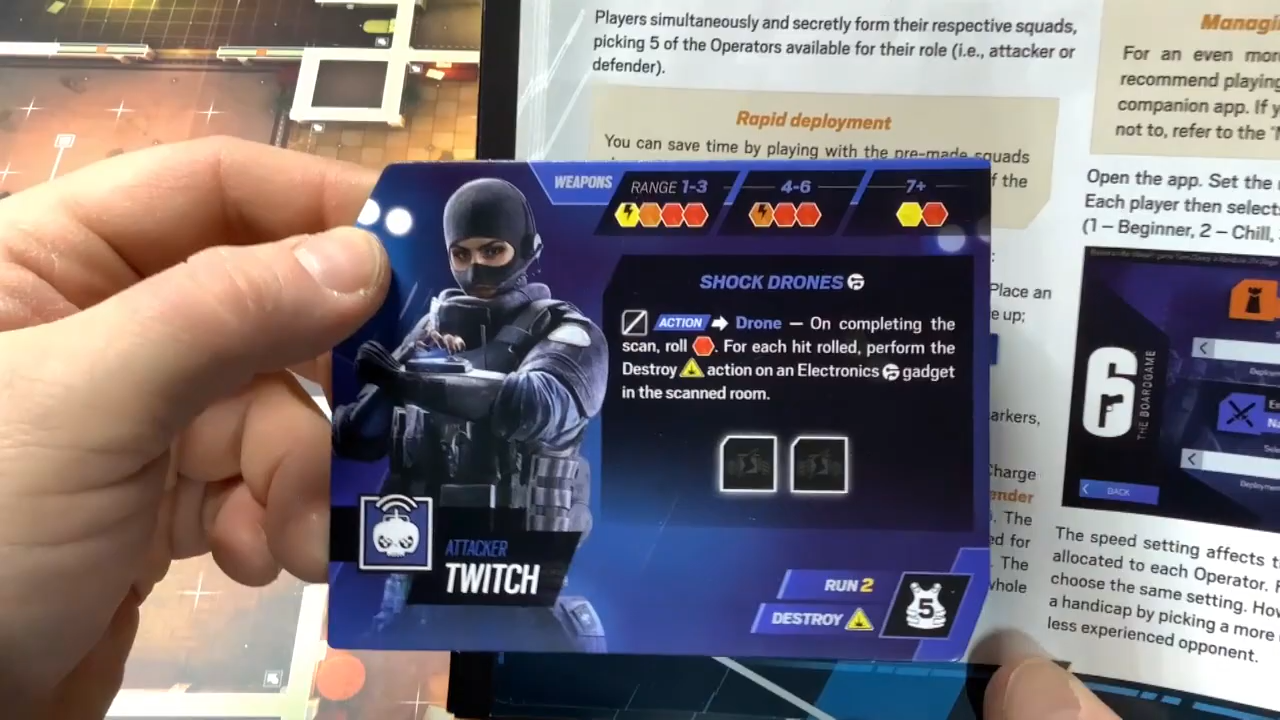 Players simultaneously and secretly form their respective squads,
picking 5 of the Operators available for their role (i.e., attacker or
defender).
Rapid deployment
You can save time by playing with the pre-made squads
f the
WEAPONS
RANGE 1-3
4-6
7+
SHOCK DRONES
ACTION Drone — On completing the
scan, roll . For each hit rolled, perform the
Destroy action on an Electronics gadget
in the scanned room.
ATTACKER
TWITCH
RUN 2
DESTROY
5
Place an
e up;
arkers,
Charge
ender
The
ed for
The
whole
For an even mor
recommend playing
companion app. If y
not to, refer to the
Open the app. Set the
Each player then select
(1 – Beginner, 2 – Chill,
6
THE BOARDGAME
BACK
The speed setting affects t
allocated to each Operator.
choose the same setting. How
a handicap by picking a more
less experienced opponent.